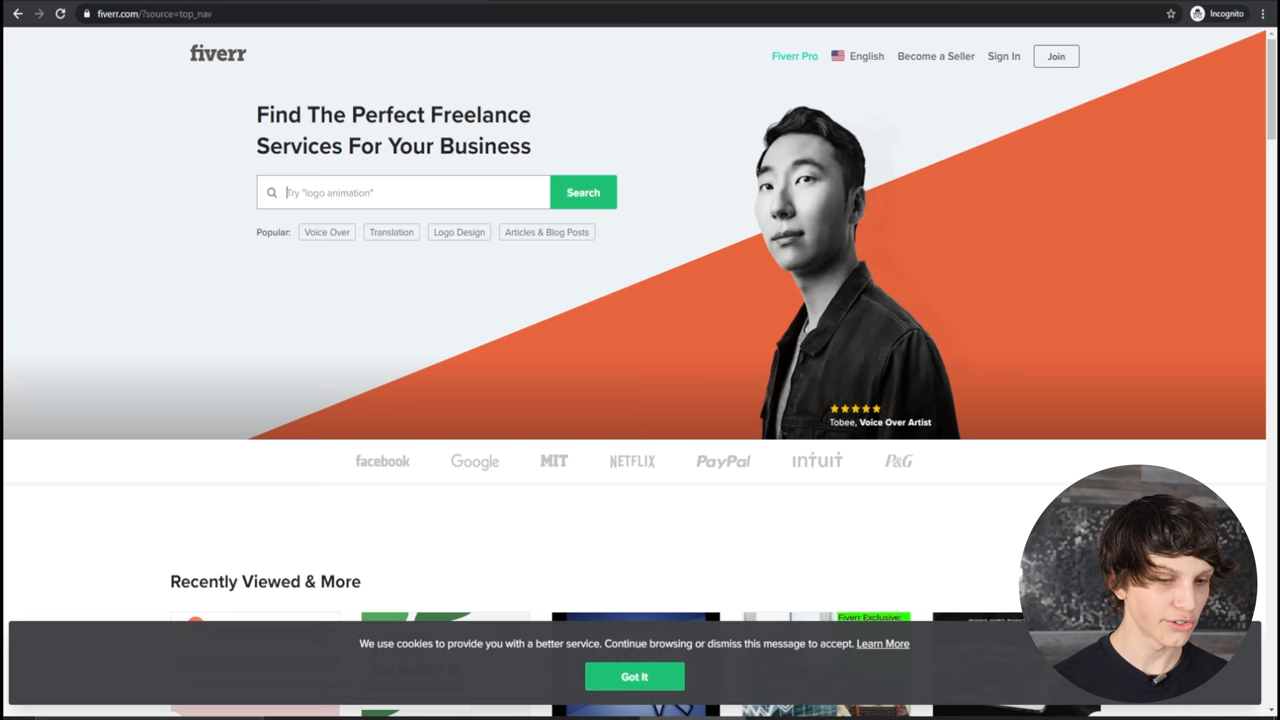 fiverr.com/?source=top_nav
Incognito
fiverr
Fiverr Pro
English
Become a Seller
Sign In
Join
Find The Perfect Freelance
Services For Your Business
Try "logo animation"
Search
Popular:
Voice Over
Translation
Logo Design
Articles & Blog Posts
Tobee, Voice Over Artist
facebook
Google
MIT
NETFLIX
PayPal
intuit
P&G
Recently Viewed & More
Fiverr Exclusive:
We use cookies to provide you with a better service. Continue browsing or dismiss this message to accept. Learn More
Got It